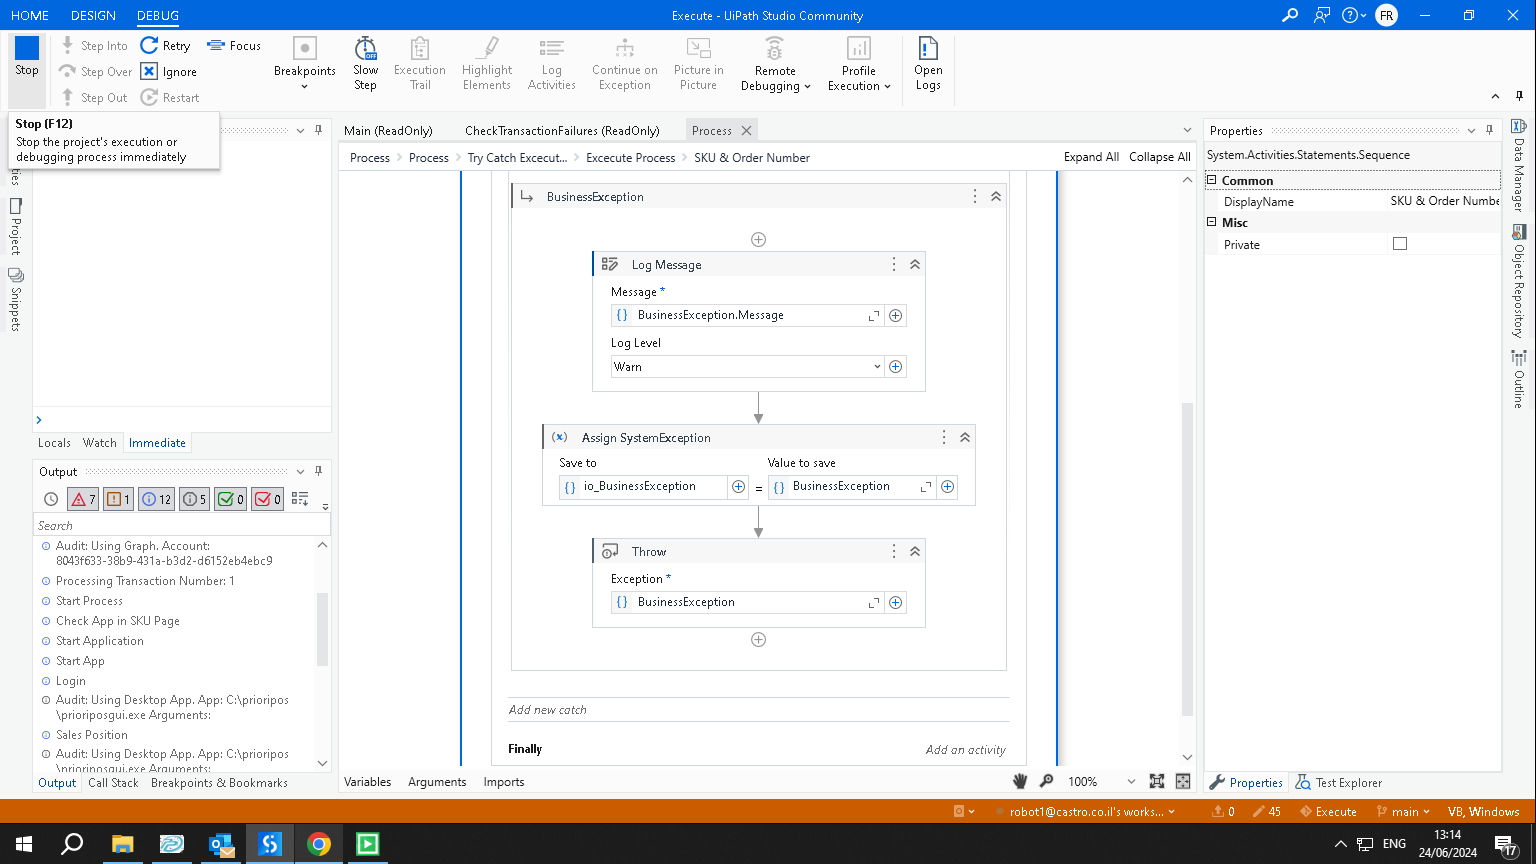 HOME DESIGN DEBUG
Execute - UiPath Studio Community
FR
Stop
Step Into
Step Over
Step Out
Retry
Ignore
Restart
Focus
Breakpoints
Slow
Step
Execution
Trail
Highlight
Elements
Log
Activities
Continue on
Exception
Picture in
Picture
Remote
Debugging
Profile
Execution
Open
Logs
Stop (F12)
Stop the project's execution or
debugging process immediately
Main (ReadOnly) CheckTransactionFailures (ReadOnly) Process
Process Process Try Catch Excecut... Excecute Process SKU & Order Number
Expand All Collapse All
Project
Snippets
Locals Watch Immediate
Output
7 1 12 5 0 0
Search
Audit: Using Graph. Account:
8043f633-38b9-431a-b3d2-d6152eb4ebc9
Processing Transaction Number: 1
Start Process
Check App in SKU Page
Start Application
Start App
Login
Audit: Using Desktop App. App: C:\prioripos
\prioriposgui.exe Arguments:
Sales Position
Audit: Using Desktop App. App: C:\prioripos
\prioriposgui.exe Arguments:
Output Call Stack Breakpoints & Bookmarks
BusinessException
Log Message
Message *
BusinessException.Message
Log Level
Warn
Assign SystemException
Save to Value to save
io_BusinessException = BusinessException
Throw
Exception *
BusinessException
Add new catch
Finally Add an activity
Variables Arguments Imports
100%
Properties
System.Activities.Statements.Sequence
Common
DisplayName SKU & Order Numbe
Misc
Private
Properties Test Explorer
Data Manager
Object Repository
Outline
robot1@castro.co.il's works... 0 45 Execute main VB, Windows
ENG
13:14
24/06/2024
17